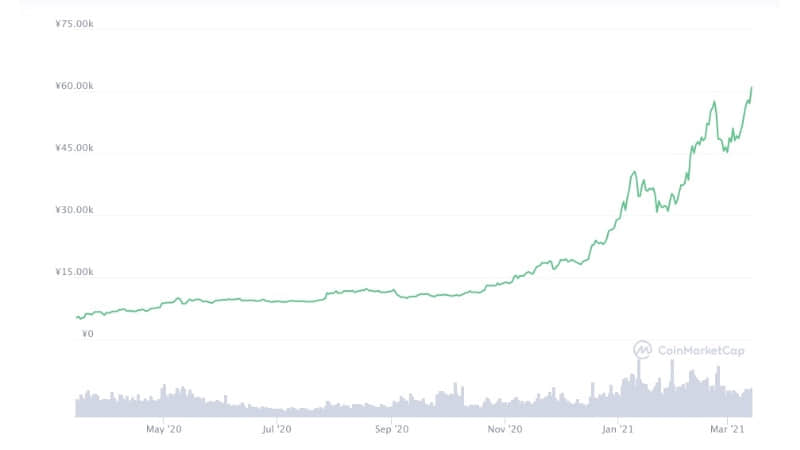 ¥75.00k
¥60.00k
¥45.00k
¥30.00k
¥15.00k
¥0
CoinMarketCap
May '20
Jul '20
Sep '20
Nov '20
Jan '21
Mar '21